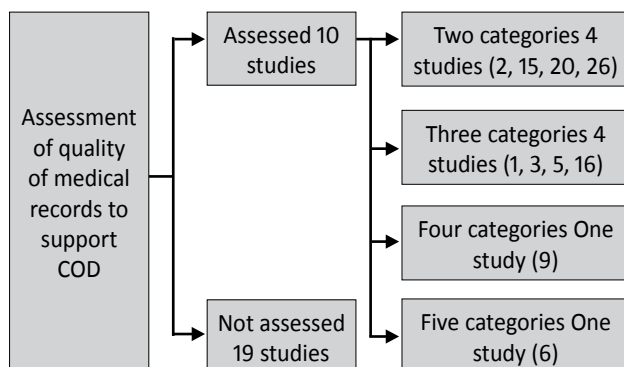 Assessment
of quality
of medical
records to
support
COD
Assessed 10
studies
Not assessed
19 studies
Two categories 4
studies (2, 15, 20, 26)
Three categories 4
studies (1, 3, 5, 16)
Four categories One
study (9)
Five categories One
study (6)